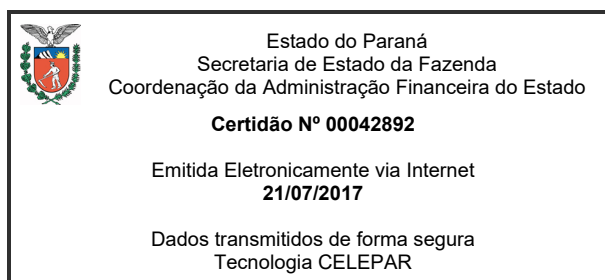 Estado do Paraná
Secretaria de Estado da Fazenda
Coordenação da Administração Financeira do Estado
Certidão Nº 00042892
Emitida Eletronicamente via Internet
21/07/2017
Dados transmitidos de forma segura
Tecnologia CELEPAR